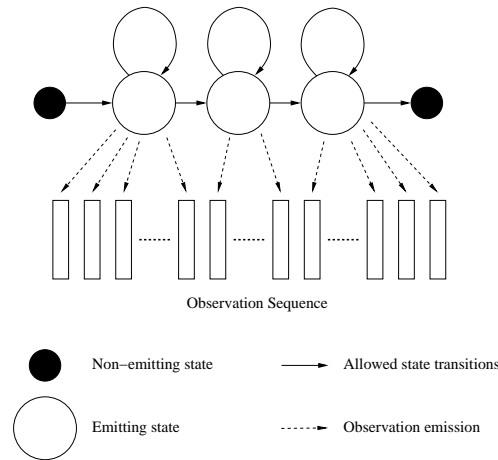 Observation Sequence
Non−emitting state
Allowed state transitions
Emitting state
Observation emission